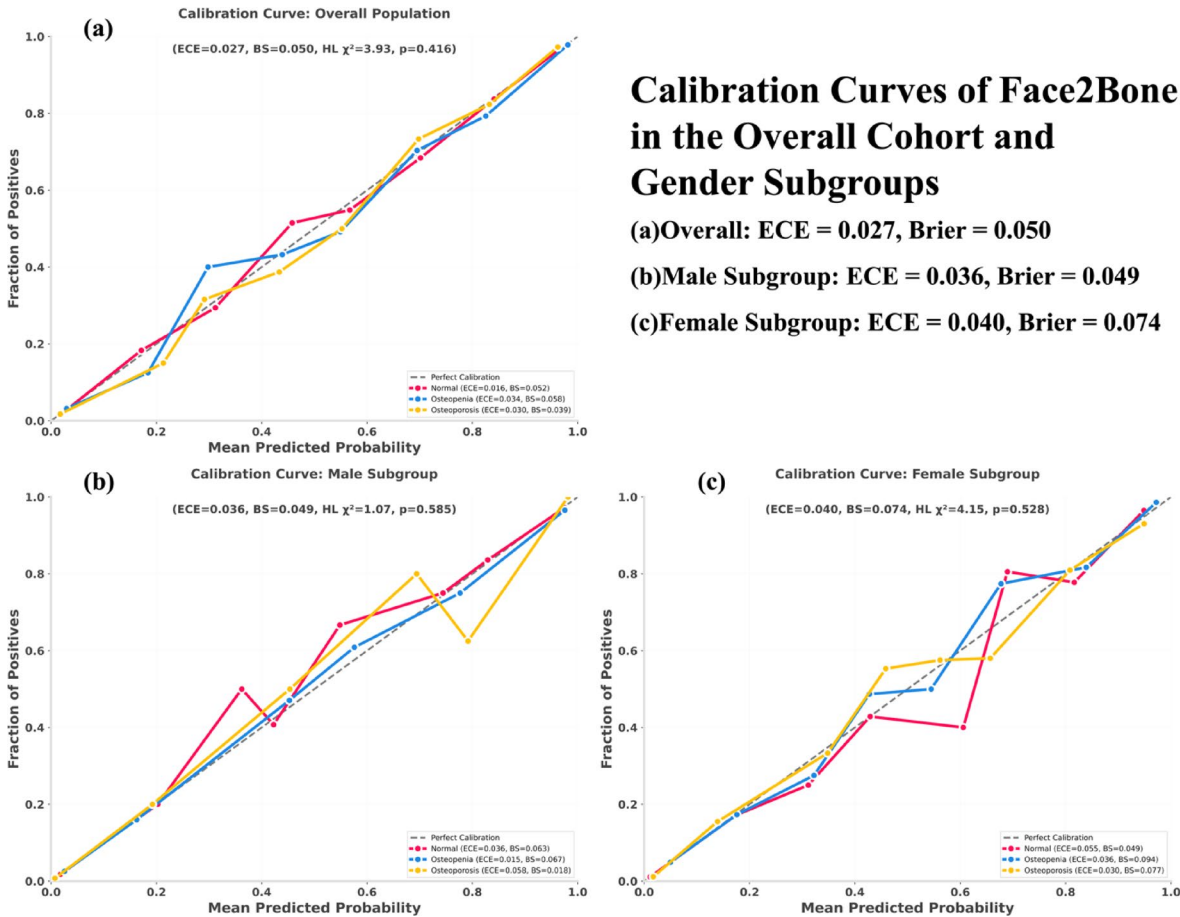 (a)
Calibration Curve: Overall Population
(ECE=0.027, BS=0.050, HL χ²=3.93, p=0.416)
Fraction of Positives
1.0
0.8
0.6
0.4
0.2
0.0
0.0 0.2 0.4 0.6 0.8 1.0
Mean Predicted Probability
Perfect Calibration
Normal (ECE=0.016, BS=0.052)
Osteopenia (ECE=0.034, BS=0.058)
Osteoporosis (ECE=0.030, BS=0.039)
Calibration Curves of Face2Bone
in the Overall Cohort and
Gender Subgroups
(a)Overall: ECE = 0.027, Brier = 0.050
(b)Male Subgroup: ECE = 0.036, Brier = 0.049
(c)Female Subgroup: ECE = 0.040, Brier = 0.074
(b)
Calibration Curve: Male Subgroup
(ECE=0.036, BS=0.049, HL χ²=1.07, p=0.585)
Fraction of Positives
1.0
0.8
0.6
0.4
0.2
0.0
0.0 0.2 0.4 0.6 0.8 1.0
Mean Predicted Probability
Perfect Calibration
Normal (ECE=0.036, BS=0.063)
Osteopenia (ECE=0.015, BS=0.067)
Osteoporosis (ECE=0.058, BS=0.018)
(c)
Calibration Curve: Female Subgroup
(ECE=0.040, BS=0.074, HL χ²=4.15, p=0.528)
Fraction of Positives
1.0
0.8
0.6
0.4
0.2
0.0
0.0 0.2 0.4 0.6 0.8 1.0
Mean Predicted Probability
Perfect Calibration
Normal (ECE=0.055, BS=0.049)
Osteopenia (ECE=0.036, BS=0.094)
Osteoporosis (ECE=0.030, BS=0.077)